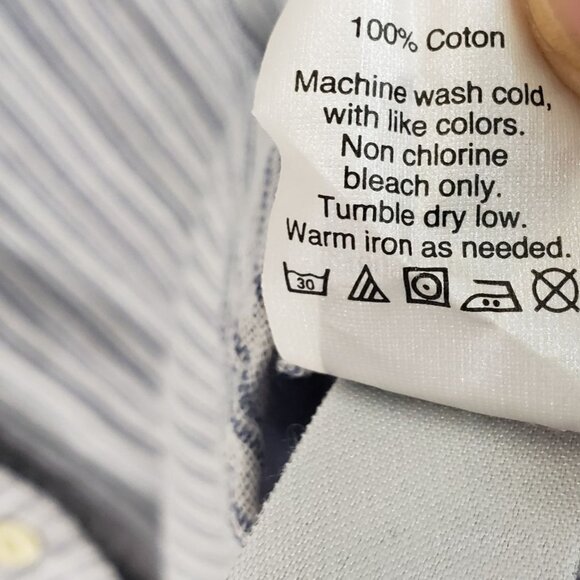 100% Coton
Machine wash cold,
with like colors.
Non chlorine
bleach only.
Tumble dry low.
Warm iron as needed.
30